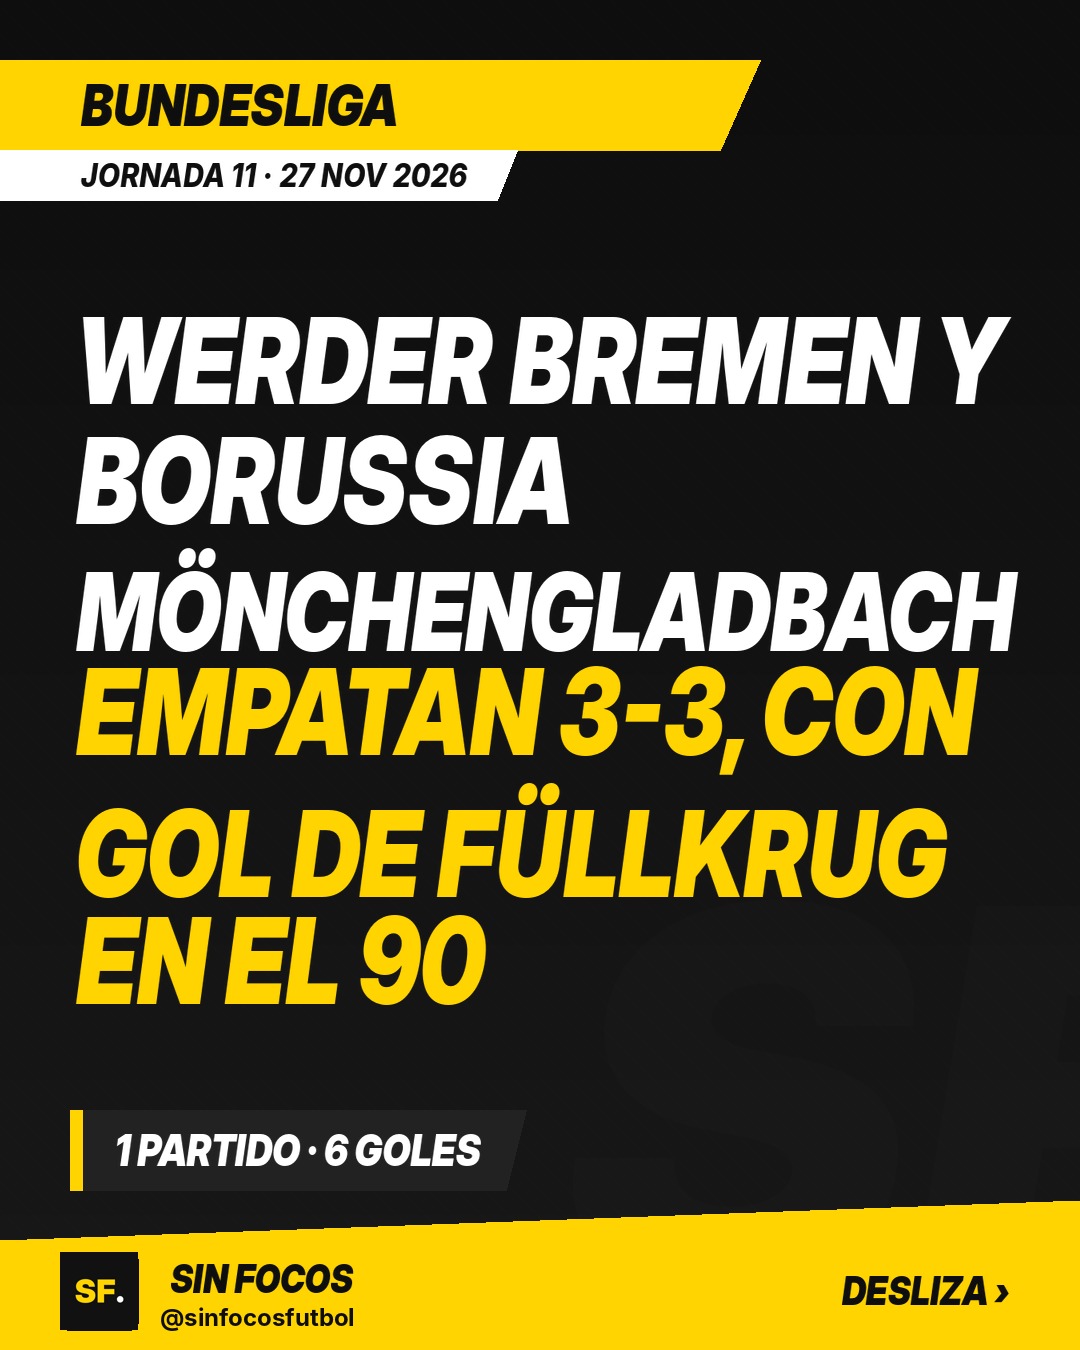 BUNDESLIGA
JORNADA 11 · 27 NOV 2026
WERDER BREMEN Y
BORUSSIA
MÖNCHENGLADBACH
EMPATAN 3-3, CON
GOL DE FÜLLKRUG
EN EL 90
1 PARTIDO · 6 GOLES
SF.
SIN FOCOS
@sinfocosfutbol
DESLIZA ›